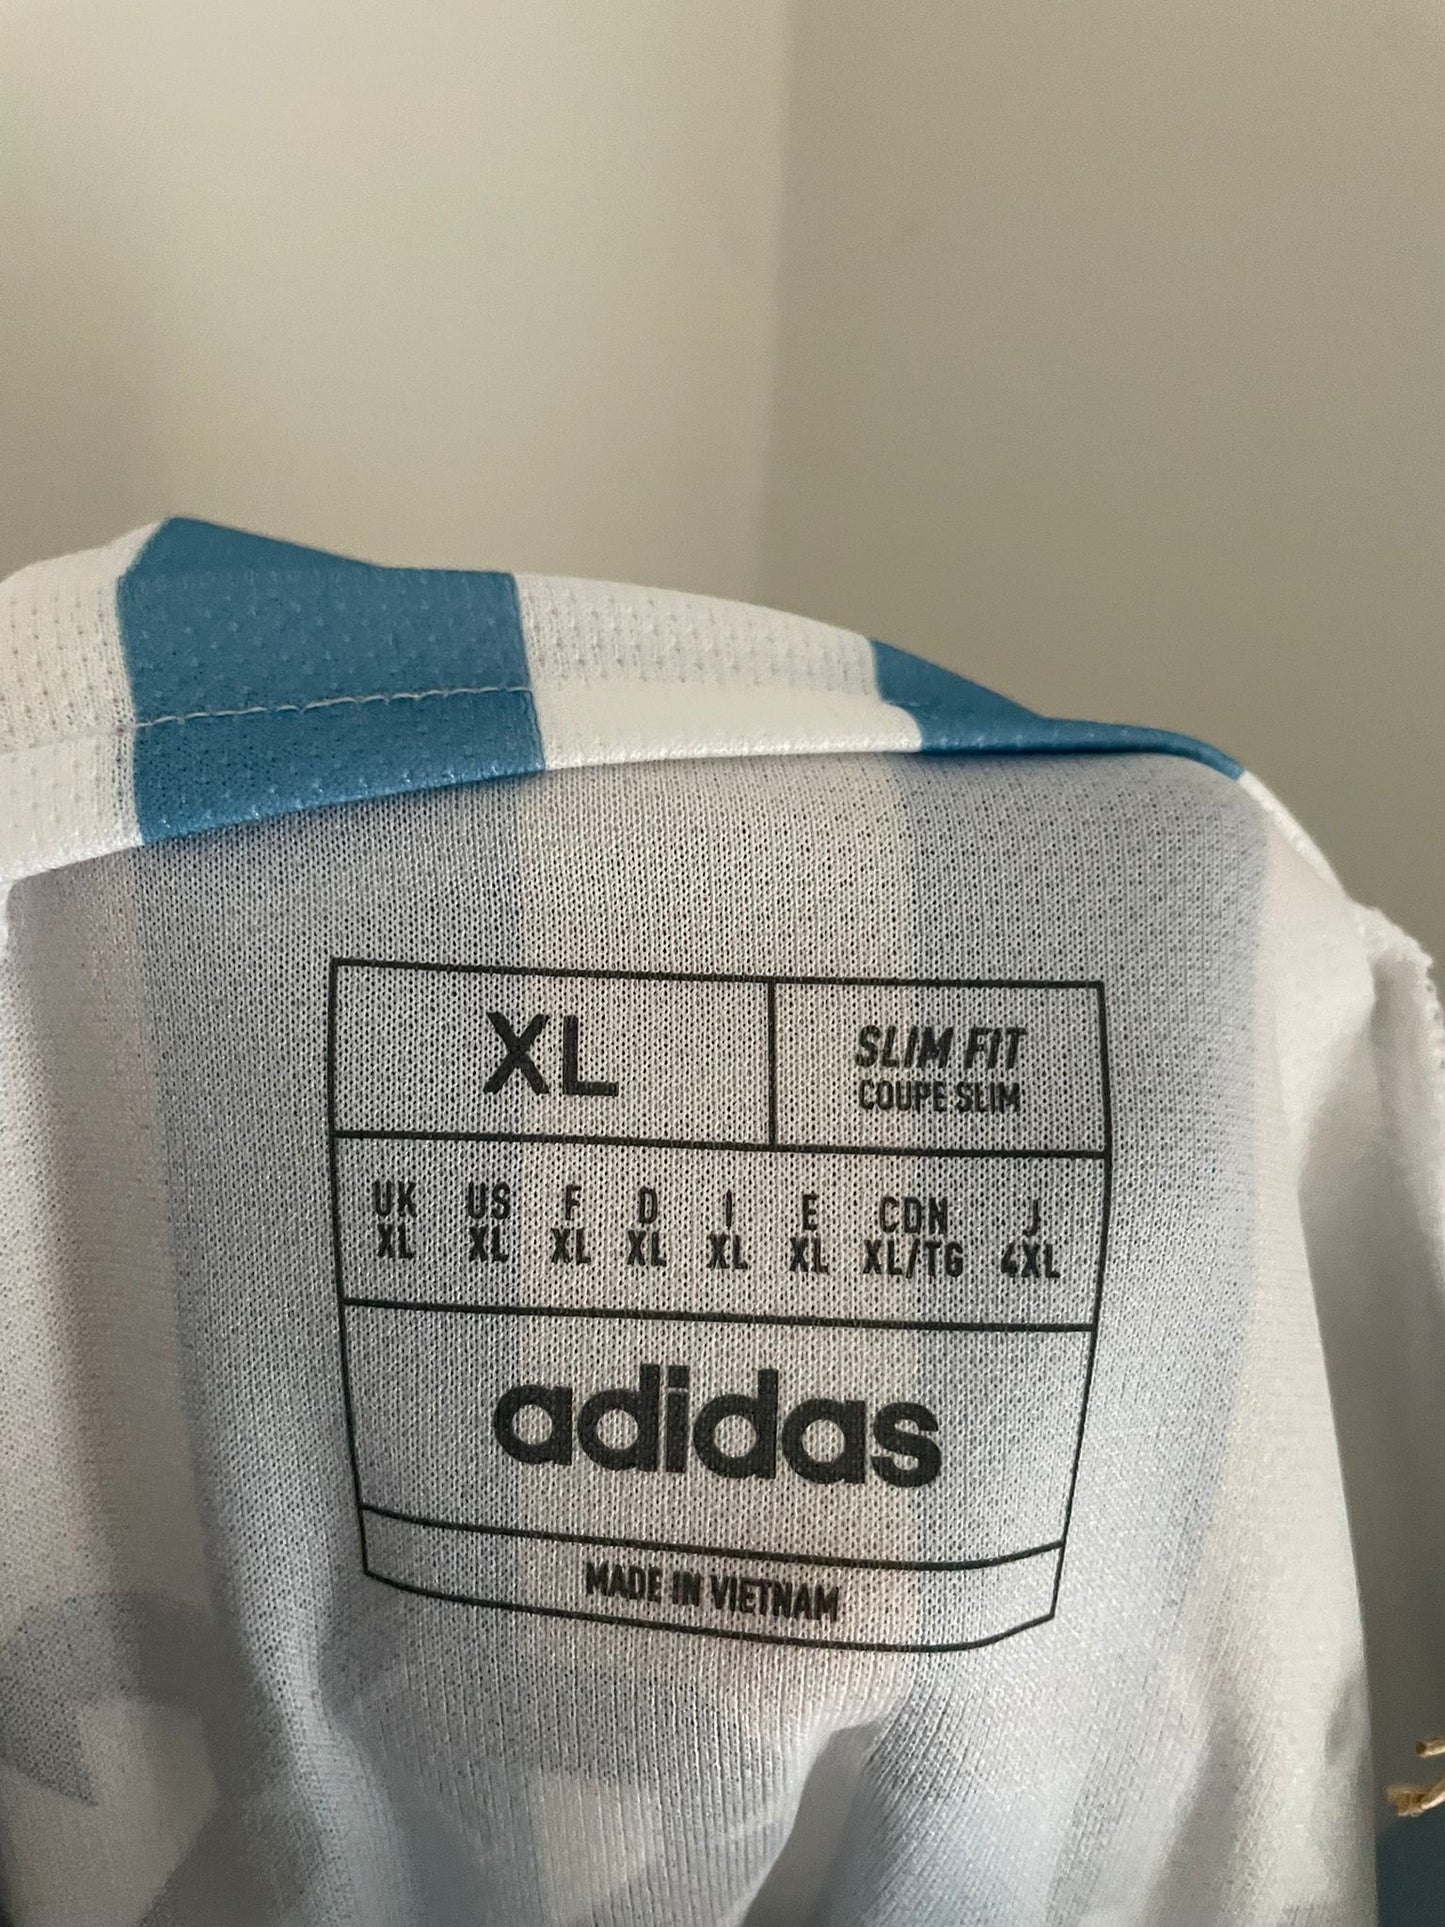 XL
SLIM FIT
COUPE SLIM
UK US F D I E CDN J
XL XL XL XL XL XL XL/TG 4XL
adidas
MADE IN VIETNAM